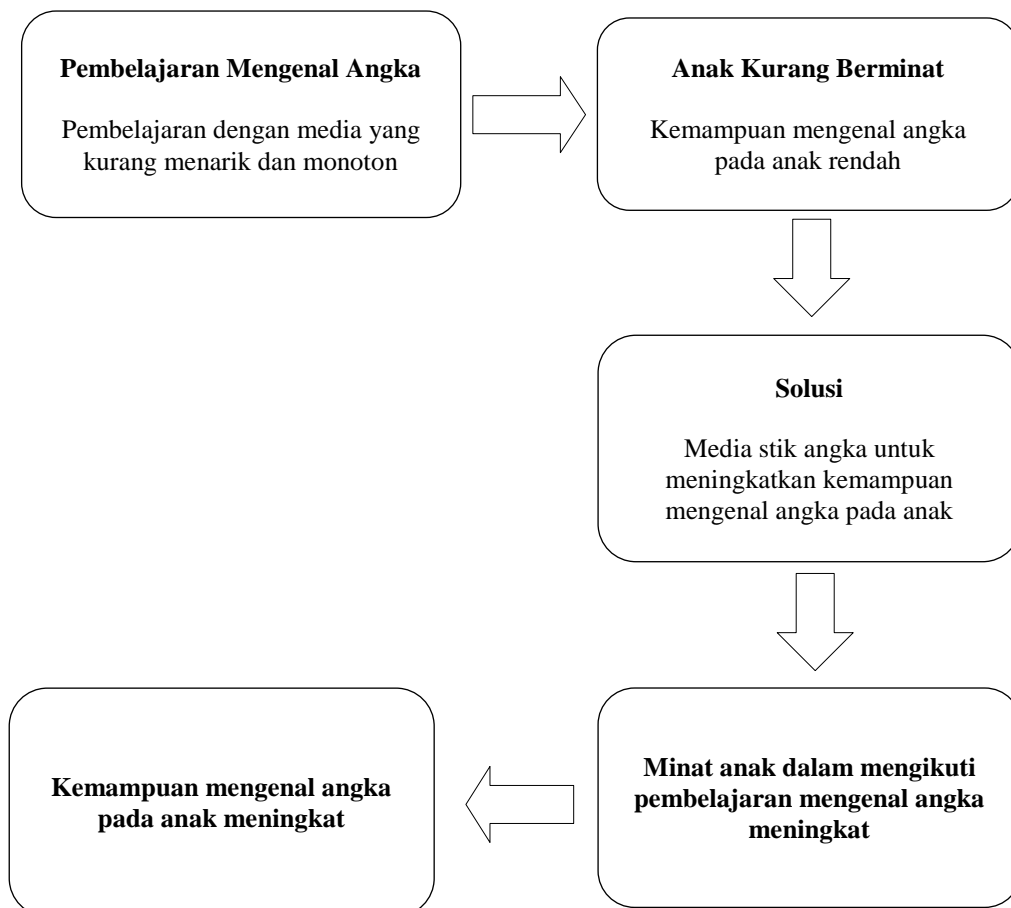 Pembelajaran Mengenal Angka
Pembelajaran dengan media yang
kurang menarik dan monoton
Anak Kurang Berminat
Kemampuan mengenal angka
pada anak rendah
Solusi
Media stik angka untuk
meningkatkan kemampuan
mengenal angka pada anak
Minat anak dalam mengikuti
pembelajaran mengenal angka
meningkat
Kemampuan mengenal angka
pada anak meningkat